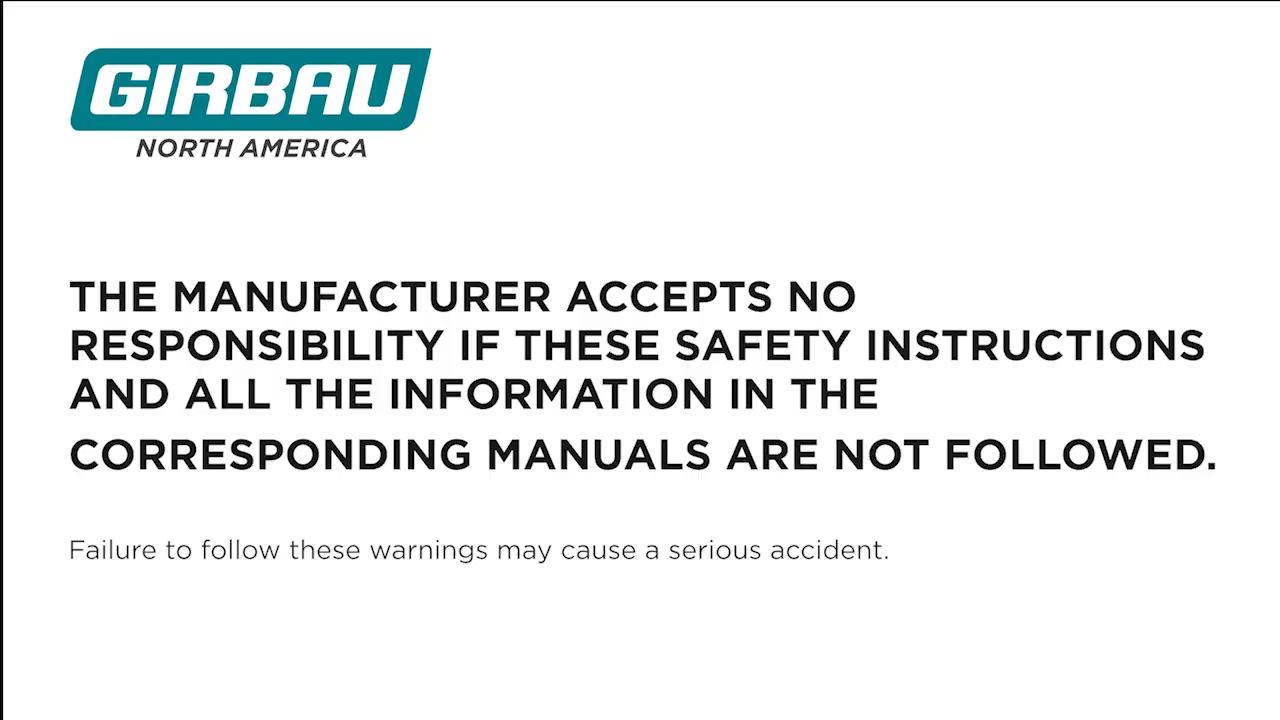 GIRBAU
NORTH AMERICA
THE MANUFACTURER ACCEPTS NO
RESPONSIBILITY IF THESE SAFETY INSTRUCTIONS
AND ALL THE INFORMATION IN THE
CORRESPONDING MANUALS ARE NOT FOLLOWED.
Failure to follow these warnings may cause a serious accident.